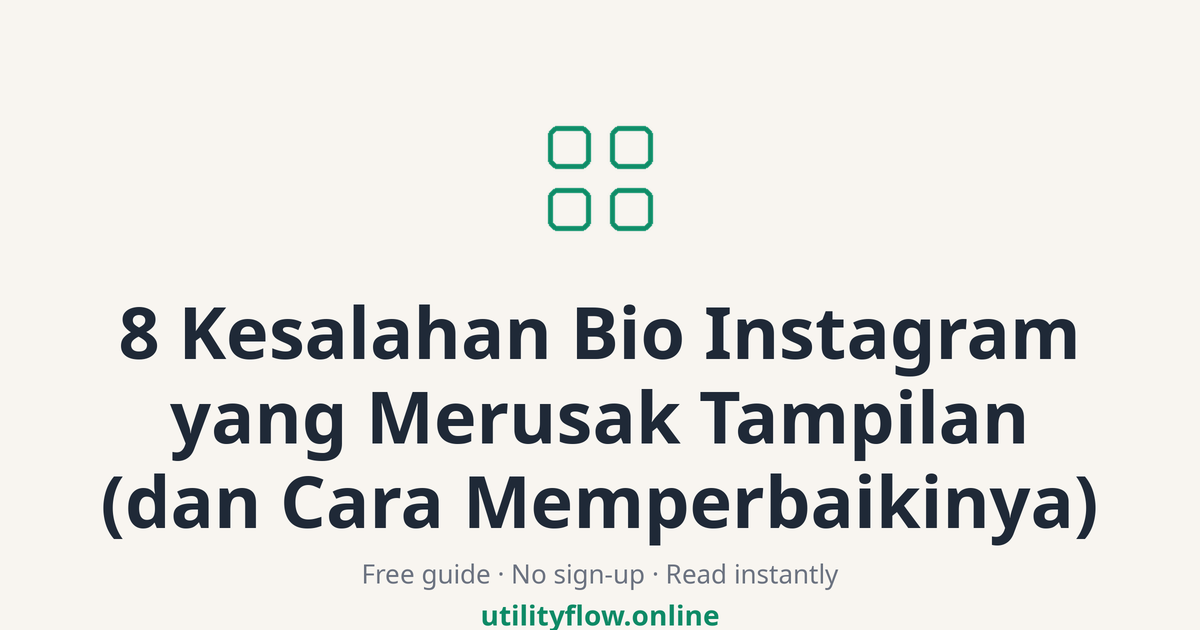 8 Kesalahan Bio Instagram
yang Merusak Tampilan
(dan Cara Memperbaikinya)
Free guide · No sign-up · Read instantly
utilityflow.online